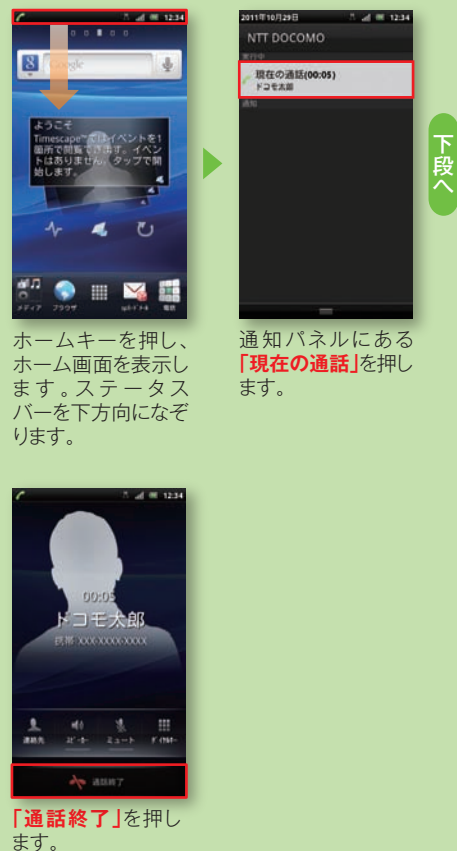 12:34
Google
ようこそ
Timescape™ではイベントを1
箇所で閲覧できます。イベン
トはありません。タップで開
始します。
メディア ブラウザ spモードメール 電話
ホームキーを押し、
ホーム画面を表示し
ます。ステータス
バーを下方向になぞ
ります。
2011年10月29日 12:34
NTT DOCOMO
実行中
現在の通話(00:05)
ドコモ太郎
通知
通知パネルにある
「現在の通話」を押し
ます。
下段へ
12:34
00:05
ドコモ太郎
携帯 XXX-XXXX-XXXX
連絡先 スピーカー ミュート ダイヤルキー
通話終了
「通話終了」を押し
ます。